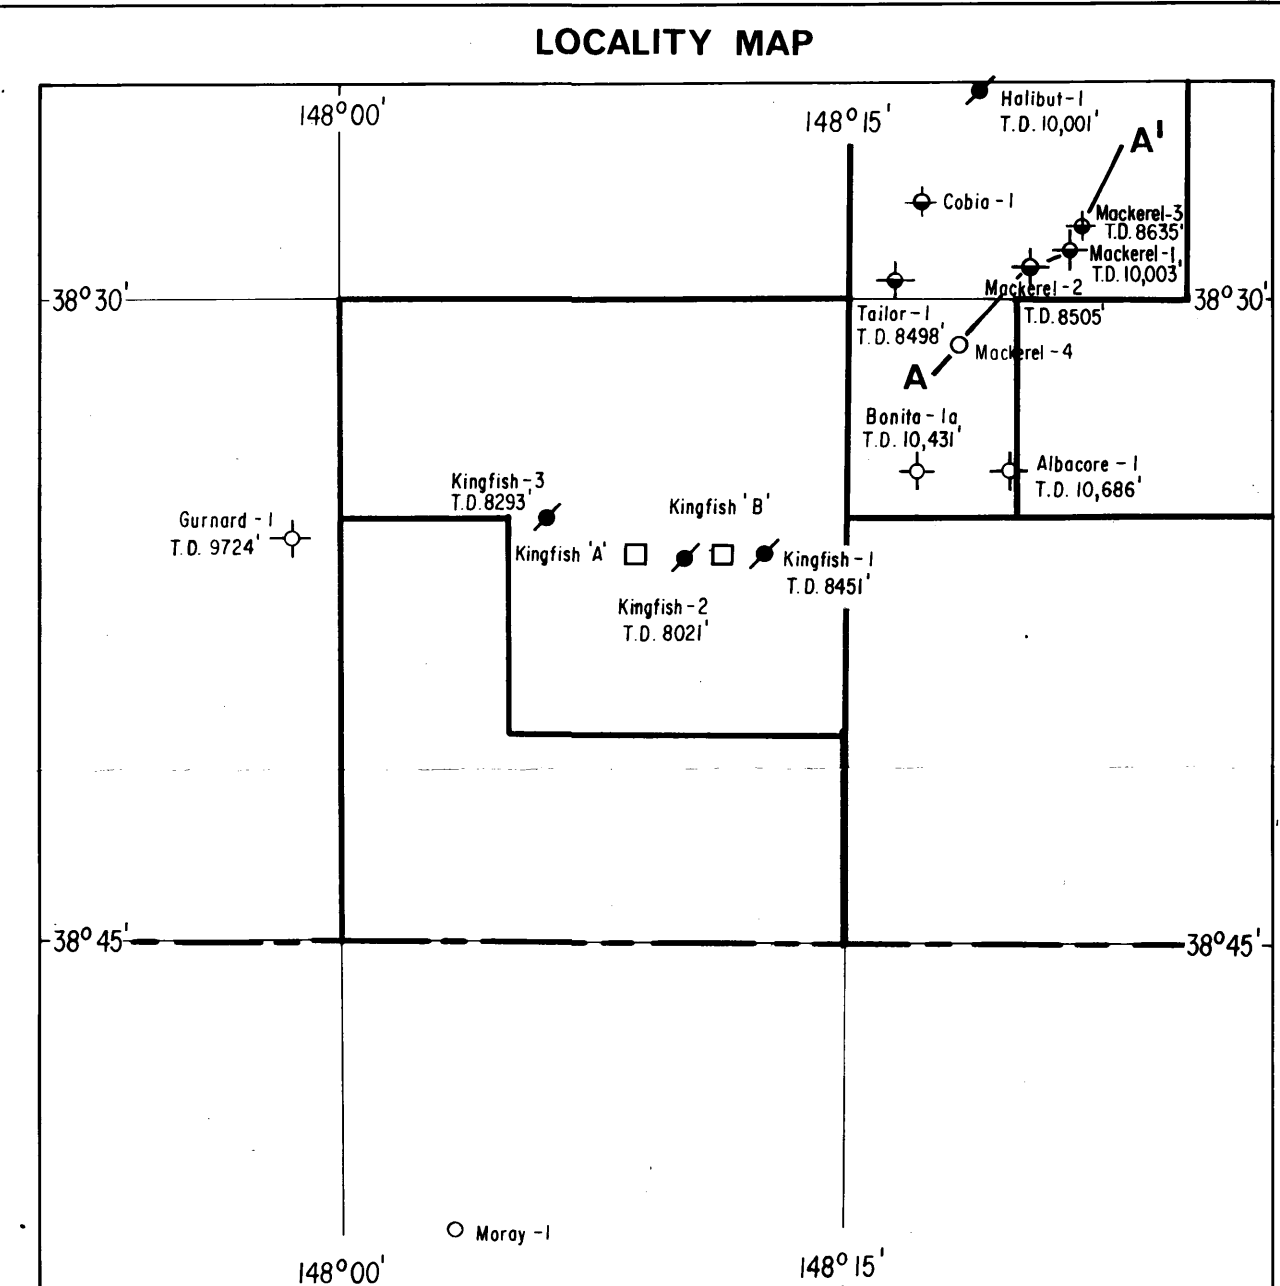 LOCALITY MAP
148°00'
148°15'
Halibut-1
T.D. 10,001'
A'
Cobia-1
Mackerel-3
T.D. 8635'
Mackerel-1
T.D. 10,003'
Mackerel-2
T.D. 8505'
38°30'
38°30'
Tailor-1
T.D. 8498'
Mackerel-4
A
Bonita-1a
T.D. 10,431'
Albacore-1
T.D. 10,686'
Kingfish-3
T.D. 8293'
Kingfish 'B'
Gurnard-1
T.D. 9724'
Kingfish 'A'
Kingfish-1
T.D. 8451'
Kingfish-2
T.D. 8021'
38°45'
38°45'
Moray-1
148°00'
148°15'